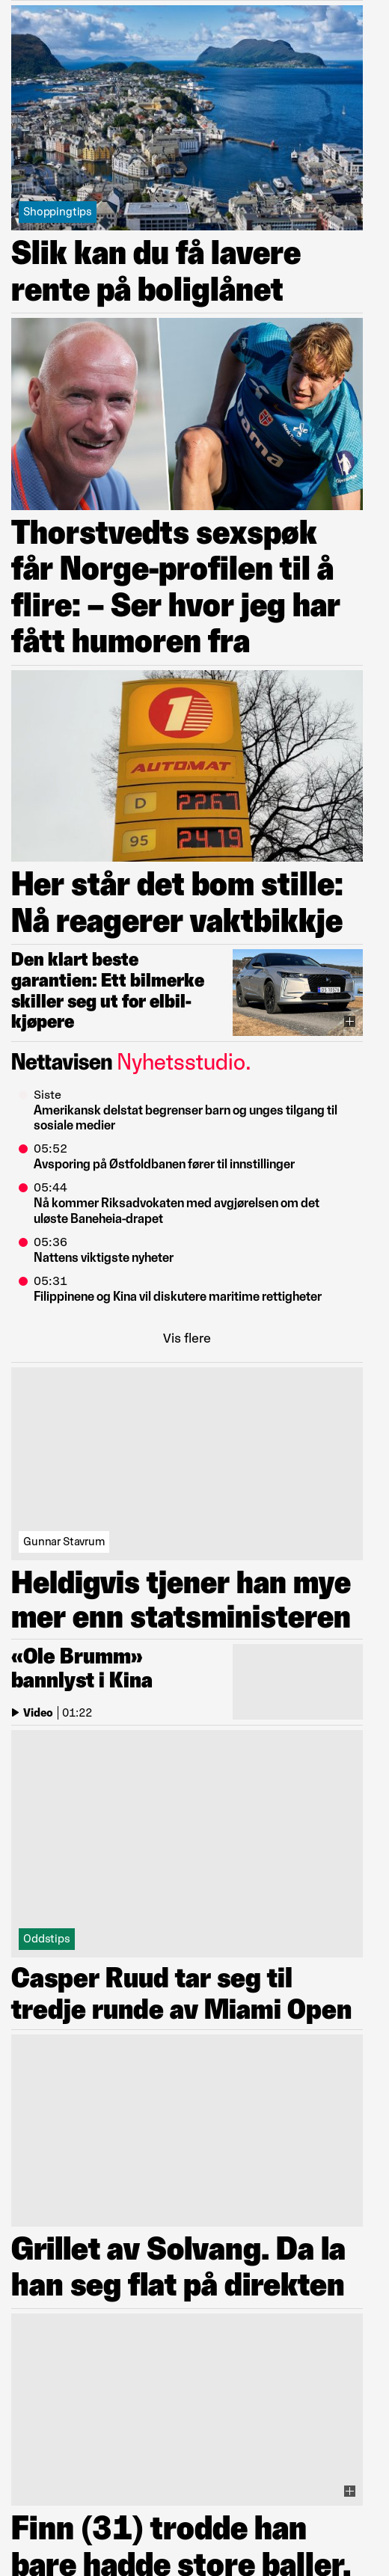 Shoppingtips
Slik kan du få lavere
rente på boliglånet
Thorstvedts sexspøk
får Norge-profilen til å
flire: – Ser hvor jeg har
fått humoren fra
1
AUTOMAT
D 22.67
95 24.19
Her står det bom stille:
Nå reagerer vaktbikkje
Den klart beste
garantien: Ett bilmerke
skiller seg ut for elbil-
kjøpere
Nettavisen Nyhetsstudio.
Siste
Amerikansk delstat begrenser barn og unges tilgang til
sosiale medier
05:52
Avsporing på Østfoldbanen fører til innstillinger
05:44
Nå kommer Riksadvokaten med avgjørelsen om det
uløste Baneheia-drapet
05:36
Nattens viktigste nyheter
05:31
Filippinene og Kina vil diskutere maritime rettigheter
Vis flere
Gunnar Stavrum
Heldigvis tjener han mye
mer enn statsministeren
«Ole Brumm»
bannlyst i Kina
Video 01:22
Oddstips
Casper Ruud tar seg til
tredje runde av Miami Open
Grillet av Solvang. Da la
han seg flat på direkten
Finn (31) trodde han
bare hadde store baller.